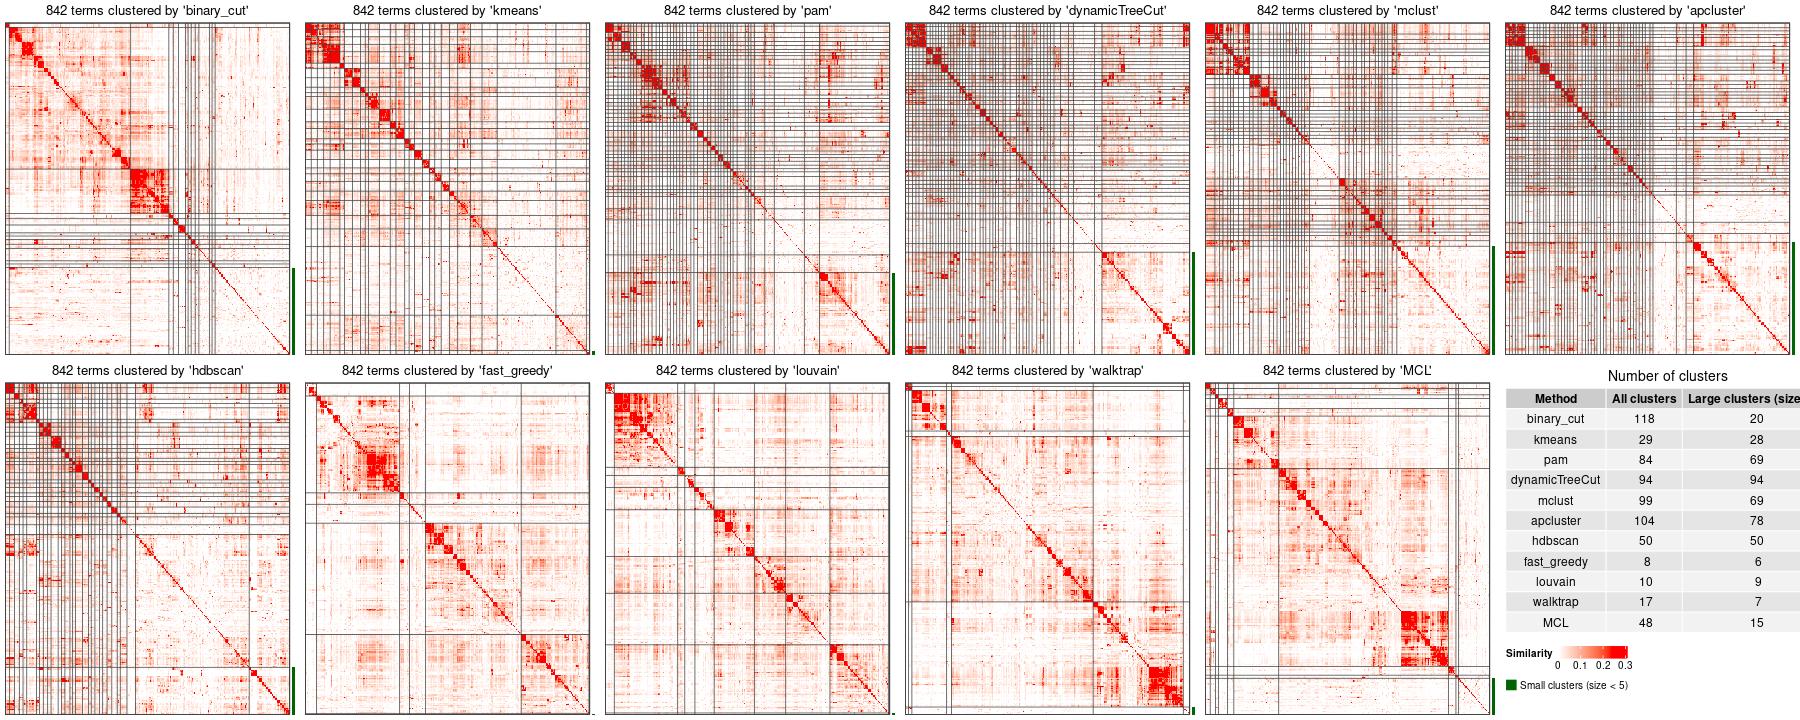 842 terms clustered by 'binary_cut'
842 terms clustered by 'kmeans'
842 terms clustered by 'pam'
842 terms clustered by 'dynamicTreeCut'
842 terms clustered by 'mclust'
842 terms clustered by 'apcluster'
842 terms clustered by 'hdbscan'
842 terms clustered by 'fast_greedy'
842 terms clustered by 'louvain'
842 terms clustered by 'walktrap'
842 terms clustered by 'MCL'
Number of clusters
Method All clusters Large clusters (size
binary_cut 118 20
kmeans 29 28
pam 84 69
dynamicTreeCut 94 94
mclust 99 69
apcluster 104 78
hdbscan 50 50
fast_greedy 8 6
louvain 10 9
walktrap 17 7
MCL 48 15
Similarity
0 0.1 0.2 0.3
Small clusters (size < 5)